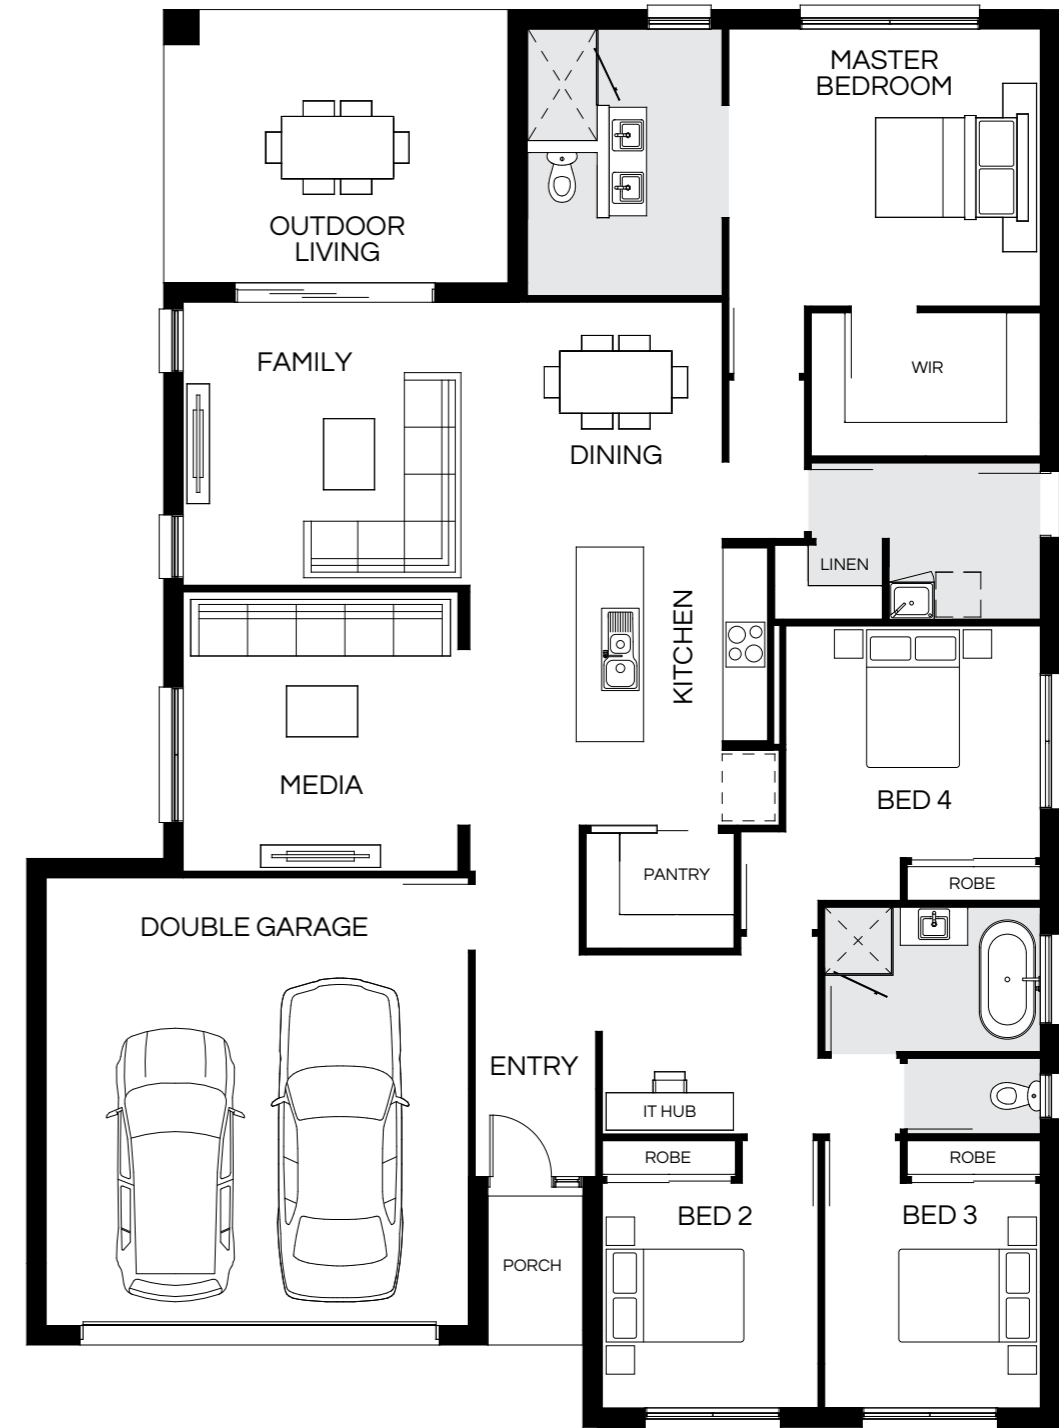 MASTER
BEDROOM
OUTDOOR
LIVING
FAMILY
WIR
DINING
LINEN
KITCHEN
MEDIA
BED 4
PANTRY
ROBE
DOUBLE GARAGE
ENTRY
IT HUB
ROBE
ROBE
BED 2
BED 3
PORCH